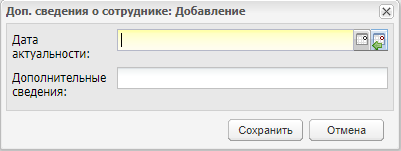 Доп. сведения о сотруднике: Добавление
Дата
актуальности:
Дополнительные
сведения:
Сохранить
Отмена